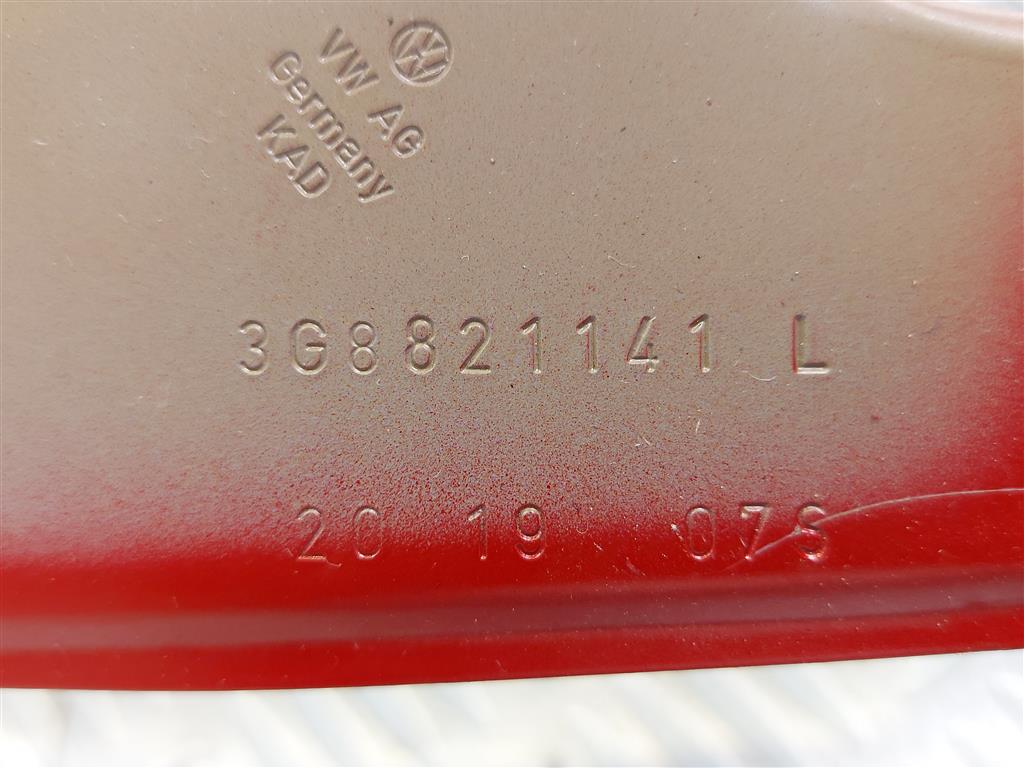 VW AG
Germany
KAD
3G8821141 L
20 19 07S